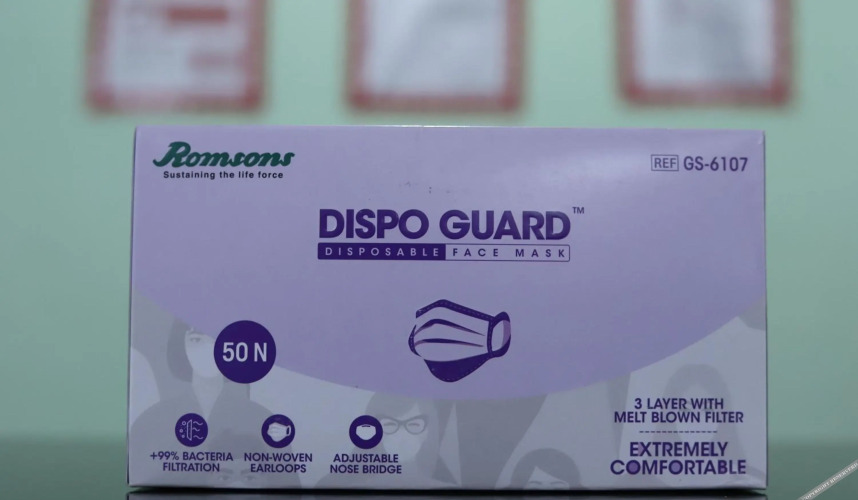 Romsons
Sustaining the life force
REF GS-6107
DISPO GUARD™
DISPOSABLE FACE MASK
50 N
3 LAYER WITH
MELT BLOWN FILTER
EXTREMELY
COMFORTABLE
+99% BACTERIA
FILTRATION
NON-WOVEN
EARLOOPS
ADJUSTABLE
NOSE BRIDGE